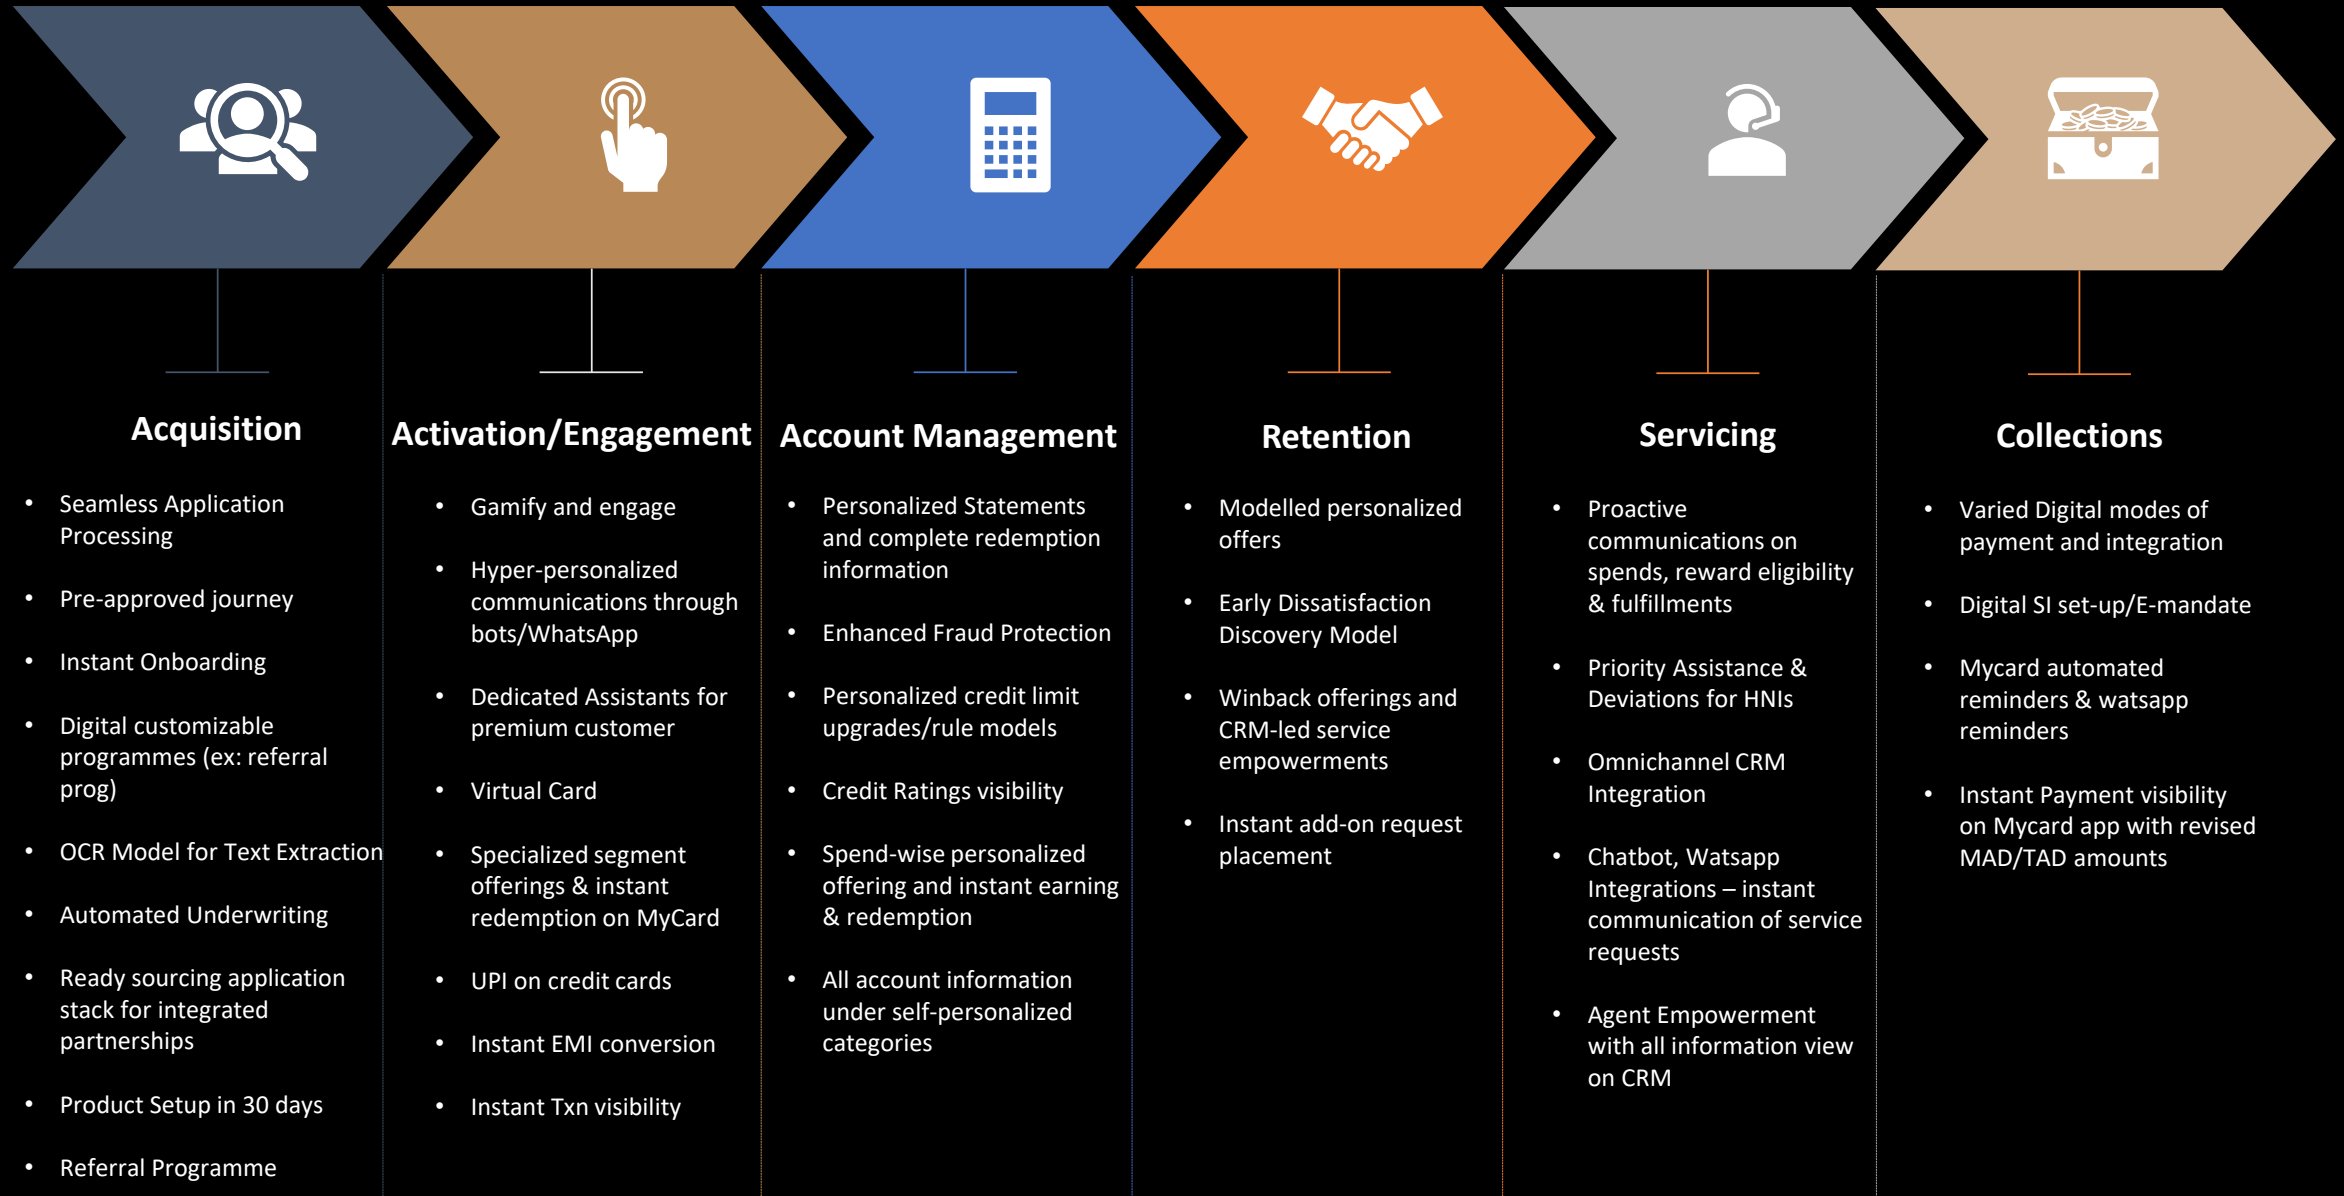 Acquisition
• Seamless Application
Processing
• Pre-approved journey
• Instant Onboarding
• Digital customizable
programmes (ex: referral
prog)
• OCR Model for Text Extraction
• Automated Underwriting
• Ready sourcing application
stack for integrated
partnerships
• Product Setup in 30 days
• Referral Programme
Activation/Engagement
• Gamify and engage
• Hyper-personalized
communications through
bots/WhatsApp
• Dedicated Assistants for
premium customer
• Virtual Card
• Specialized segment
offerings & instant
redemption on MyCard
• UPI on credit cards
• Instant EMI conversion
• Instant Txn visibility
Account Management
• Personalized Statements
and complete redemption
information
• Enhanced Fraud Protection
• Personalized credit limit
upgrades/rule models
• Credit Ratings visibility
• Spend-wise personalized
offering and instant earning
& redemption
• All account information
under self-personalized
categories
Retention
• Modelled personalized
offers
• Early Dissatisfaction
Discovery Model
• Winback offerings and
CRM-led service
empowerments
• Instant add-on request
placement
Servicing
• Proactive
communications on
spends, reward eligibility
& fulfillments
• Priority Assistance &
Deviations for HNIs
• Omnichannel CRM
Integration
• Chatbot, Watsapp
Integrations – instant
communication of service
requests
• Agent Empowerment
with all information view
on CRM
Collections
• Varied Digital modes of
payment and integration
• Digital SI set-up/E-mandate
• Mycard automated
reminders & watsapp
reminders
• Instant Payment visibility
on Mycard app with revised
MAD/TAD amounts